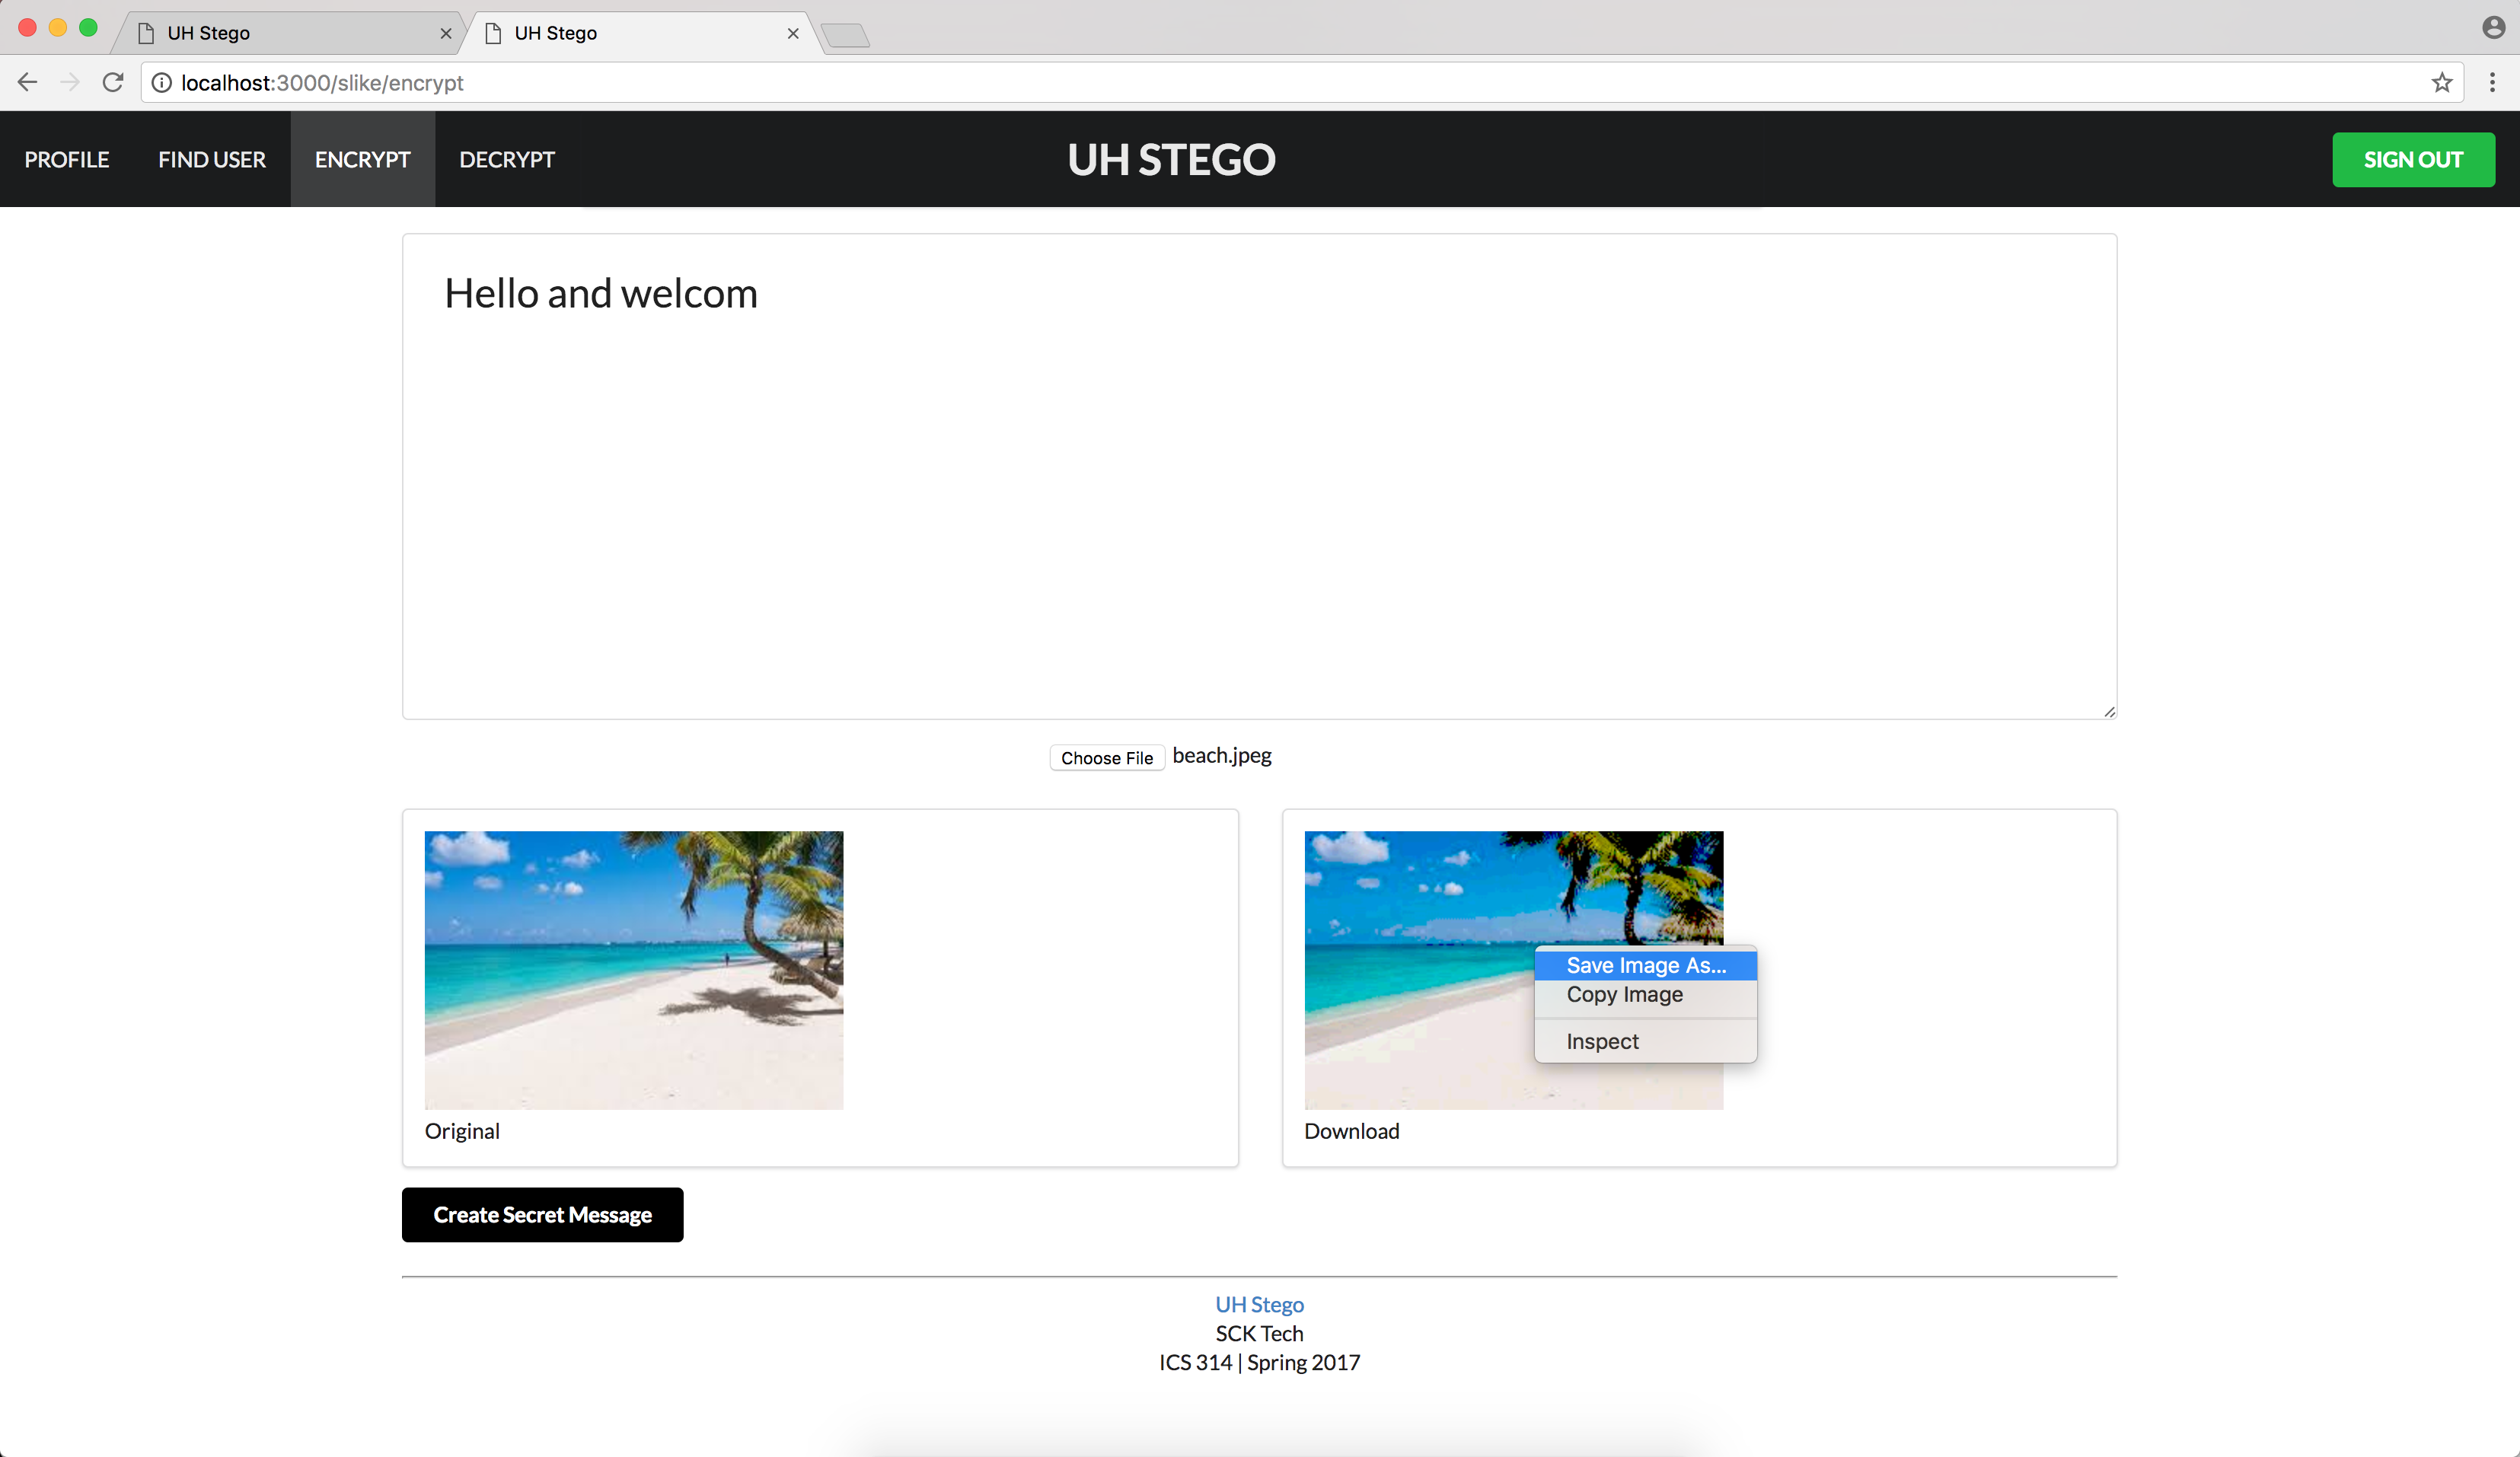 UH Stego
UH Stego
localhost:3000/slike/encrypt
PROFILE FIND USER ENCRYPT DECRYPT UH STEGO SIGN OUT
Hello and welcom
Choose File beach.jpeg
Save Image As...
Copy Image
Inspect
Original
Download
Create Secret Message
UH Stego
SCK Tech
ICS 314 | Spring 2017